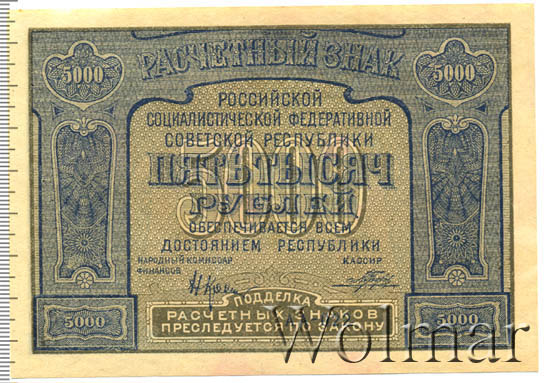 РАСЧЕТНЫЙ ЗНАК
5000 5000
РОССИЙСКОЙ
СОЦИАЛИСТИЧЕСКОЙ ФЕДЕРАТИВНОЙ
СОВЕТСКОЙ РЕСПУБЛИКИ
5000
ПЯТЬ ТЫСЯЧ
РУБЛЕЙ
ОБЕСПЕЧИВАЕТСЯ ВСЕМ
ДОСТОЯНИЕМ РЕСПУБЛИКИ
НАРОДНЫЙ КОМИССАР
ФИНАНСОВ
КАССИР
ПОДДЕЛКА
РАСЧЕТНЫХ ЗНАКОВ
ПРЕСЛЕДУЕТСЯ ПО ЗАКОНУ
5000 5000
Wolmar